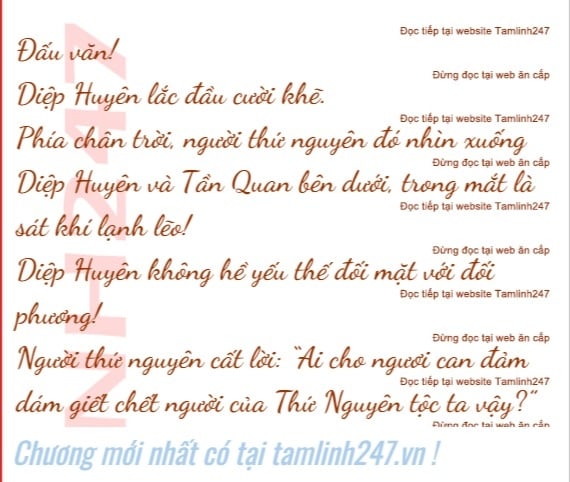 Đọc tiếp tại website Tamlinh247
Đấu văn!
Đừng đọc tại web ăn cắp
Diệp Huyên lắc đầu cười khẽ.
Đọc tiếp tại website Tamlinh247
Phía chân trời, người thứ nguyên đó nhìn xuống
Đừng đọc tại web ăn cắp
Diệp Huyên và Tần Quan bên dưới, trong mắt là
Đọc tiếp tại website Tamlinh247
sát khí lạnh lẽo!
Đừng đọc tại web ăn cắp
Diệp Huyên không hề yếu thế đối mặt với đối
Đọc tiếp tại website Tamlinh247
phương!
Đừng đọc tại web ăn cắp
Người thứ nguyên cất lời: “Ai cho ngươi can đảm
Đọc tiếp tại website Tamlinh247
dám giết chết người của Thứ Nguyên tộc ta vậy?”
Đừng đọc tại web ăn cắp
NH247
Chương mới nhất có tại tamlinh247.vn !